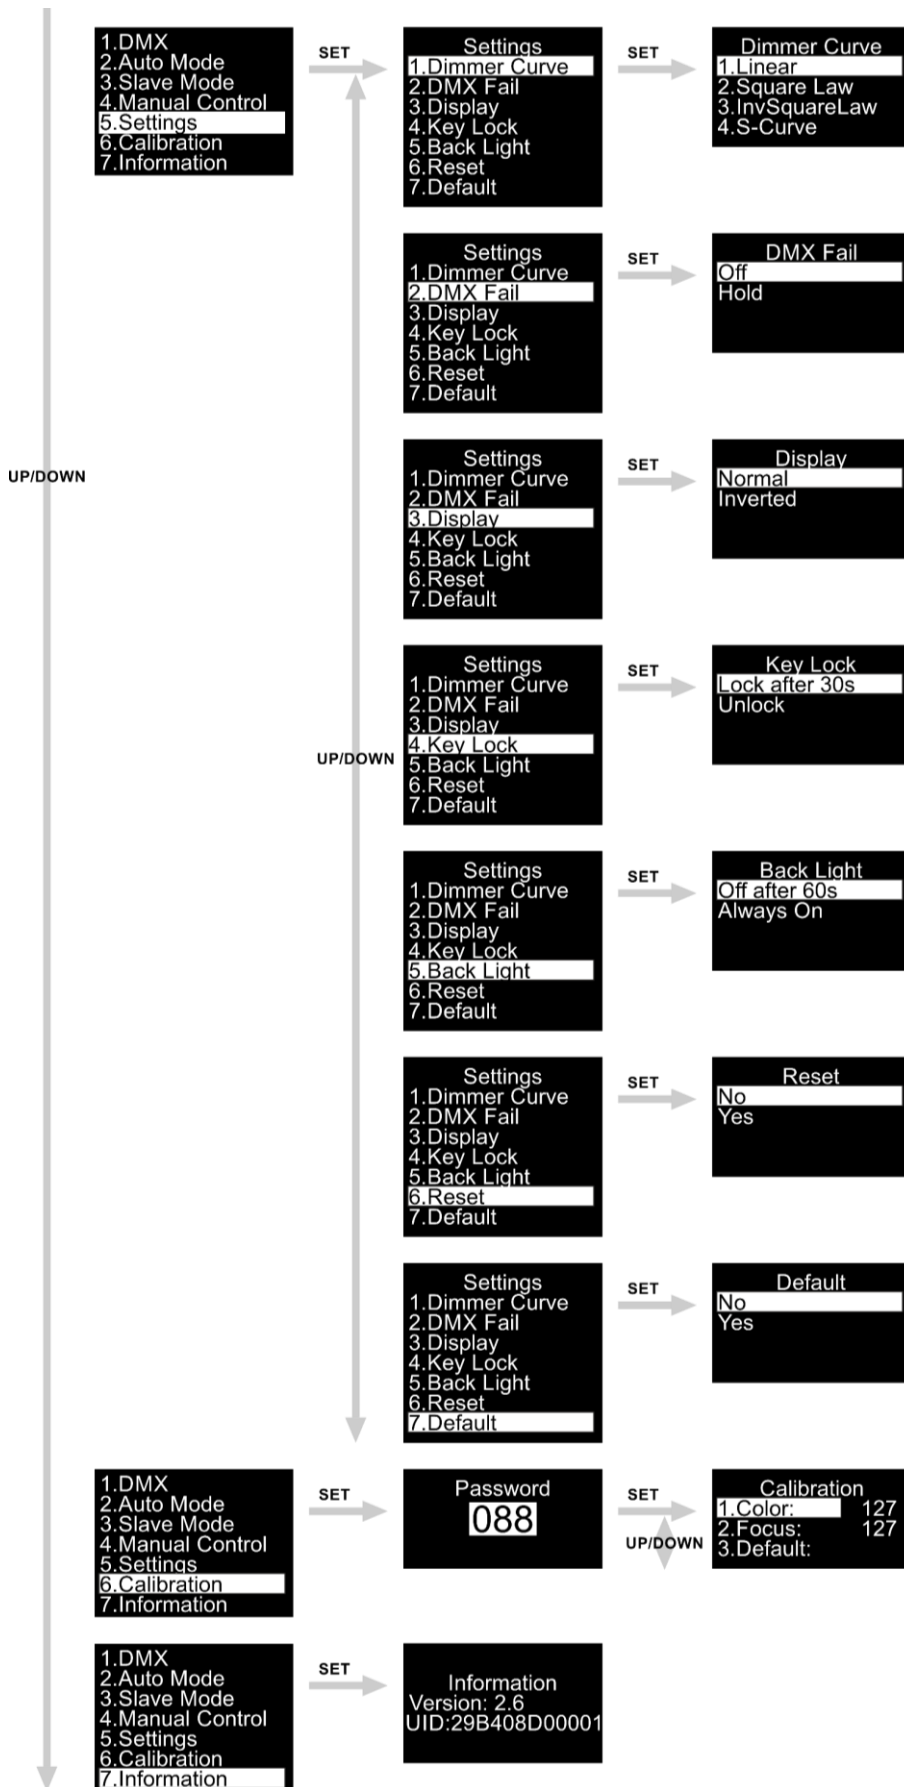 1.DMX
2.Auto Mode
3.Slave Mode
4.Manual Control
5.Settings
6.Calibration
7.Information
SET
Settings
1.Dimmer Curve
2.DMX Fail
3.Display
4.Key Lock
5.Back Light
6.Reset
7.Default
SET
Dimmer Curve
1.Linear
2.Square Law
3.InvSquareLaw
4.S-Curve
Settings
1.Dimmer Curve
2.DMX Fail
3.Display
4.Key Lock
5.Back Light
6.Reset
7.Default
SET
DMX Fail
Off
Hold
UP/DOWN
Settings
1.Dimmer Curve
2.DMX Fail
3.Display
4.Key Lock
5.Back Light
6.Reset
7.Default
SET
Display
Normal
Inverted
UP/DOWN
Settings
1.Dimmer Curve
2.DMX Fail
3.Display
4.Key Lock
5.Back Light
6.Reset
7.Default
SET
Key Lock
Lock after 30s
Unlock
Settings
1.Dimmer Curve
2.DMX Fail
3.Display
4.Key Lock
5.Back Light
6.Reset
7.Default
SET
Back Light
Off after 60s
Always On
Settings
1.Dimmer Curve
2.DMX Fail
3.Display
4.Key Lock
5.Back Light
6.Reset
7.Default
SET
Reset
No
Yes
Settings
1.Dimmer Curve
2.DMX Fail
3.Display
4.Key Lock
5.Back Light
6.Reset
7.Default
SET
Default
No
Yes
1.DMX
2.Auto Mode
3.Slave Mode
4.Manual Control
5.Settings
6.Calibration
7.Information
SET
Password
088
SET
UP/DOWN
Calibration
1.Color: 127
2.Focus: 127
3.Default:
1.DMX
2.Auto Mode
3.Slave Mode
4.Manual Control
5.Settings
6.Calibration
7.Information
SET
Information
Version: 2.6
UID:29B408D00001